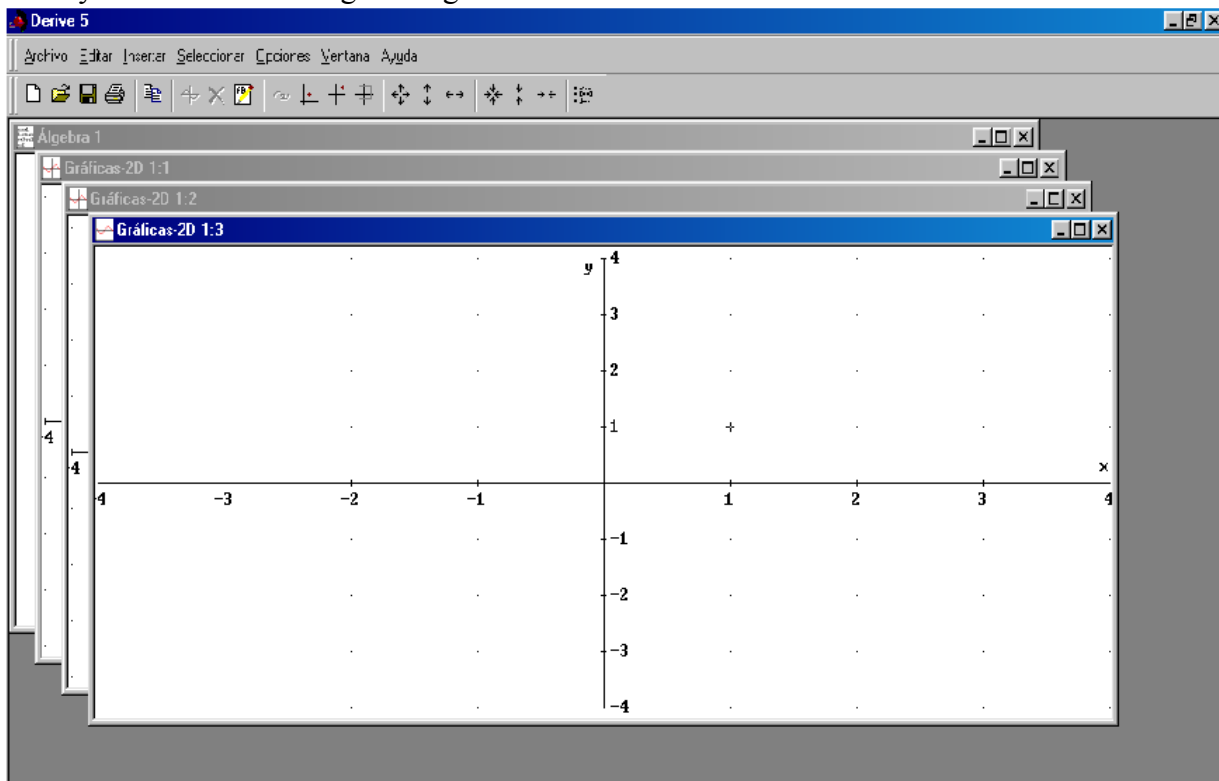 Derive 5
Archivo Editar Insertar Seleccionar Opciones Ventana Ayuda
Álgebra 1
Gráficas-2D 1:1
Gráficas-2D 1:2
Gráficas-2D 1:3
y 4
3
2
1
4
4
x
-4 -3 -2 -1 1 2 3 4
-1
-2
-3
-4